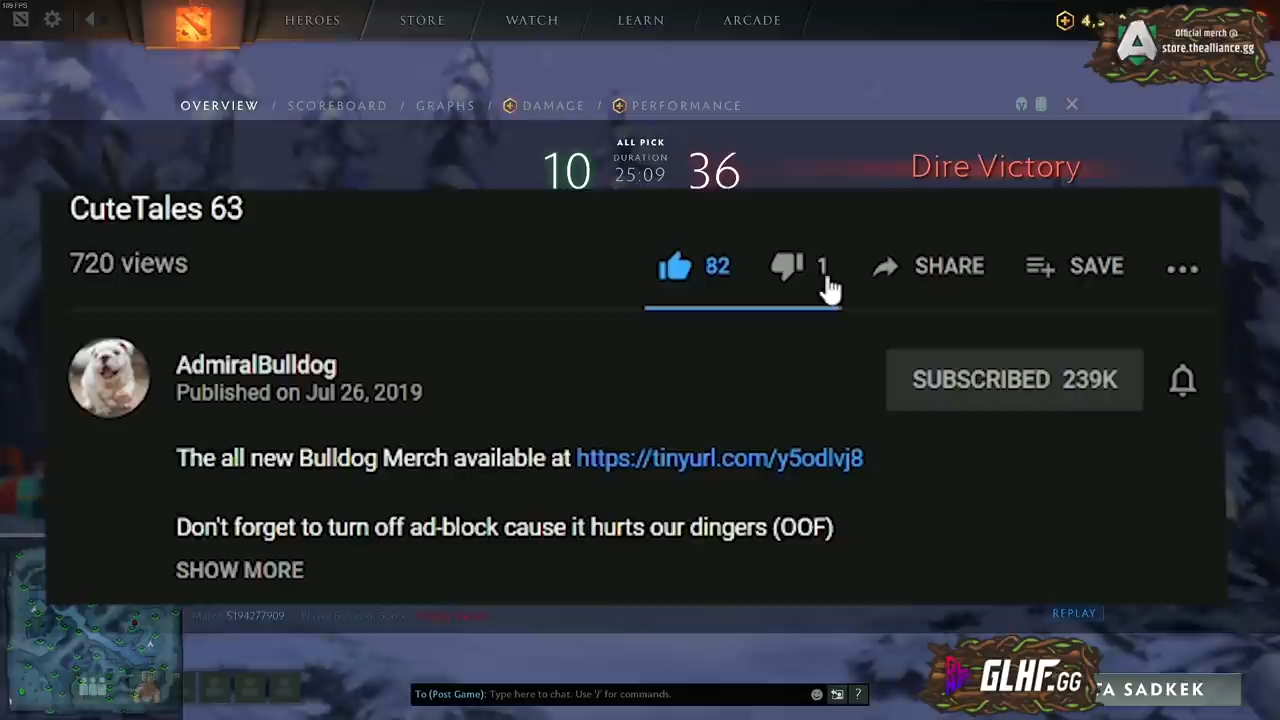 189 FPS
HEROES
STORE
WATCH
LEARN
ARCADE
Official merch @
store.thealliance.gg
OVERVIEW / SCOREBOARD / GRAPHS / DAMAGE / PERFORMANCE
ALL PICK
10
DURATION
25:09
36
Dire Victory
CuteTales 63
720 views
82
1
SHARE
SAVE
AdmiralBulldog
Published on Jul 26, 2019
SUBSCRIBED 239K
The all new Bulldog Merch available at https://tinyurl.com/y5odlvj8
Don't forget to turn off ad-block cause it hurts our dingers (OOF)
SHOW MORE
5194277909
REPLAY
To (Post Game): Type here to chat. Use '/' for commands.
?
GLHF.GG
TA SADKEK